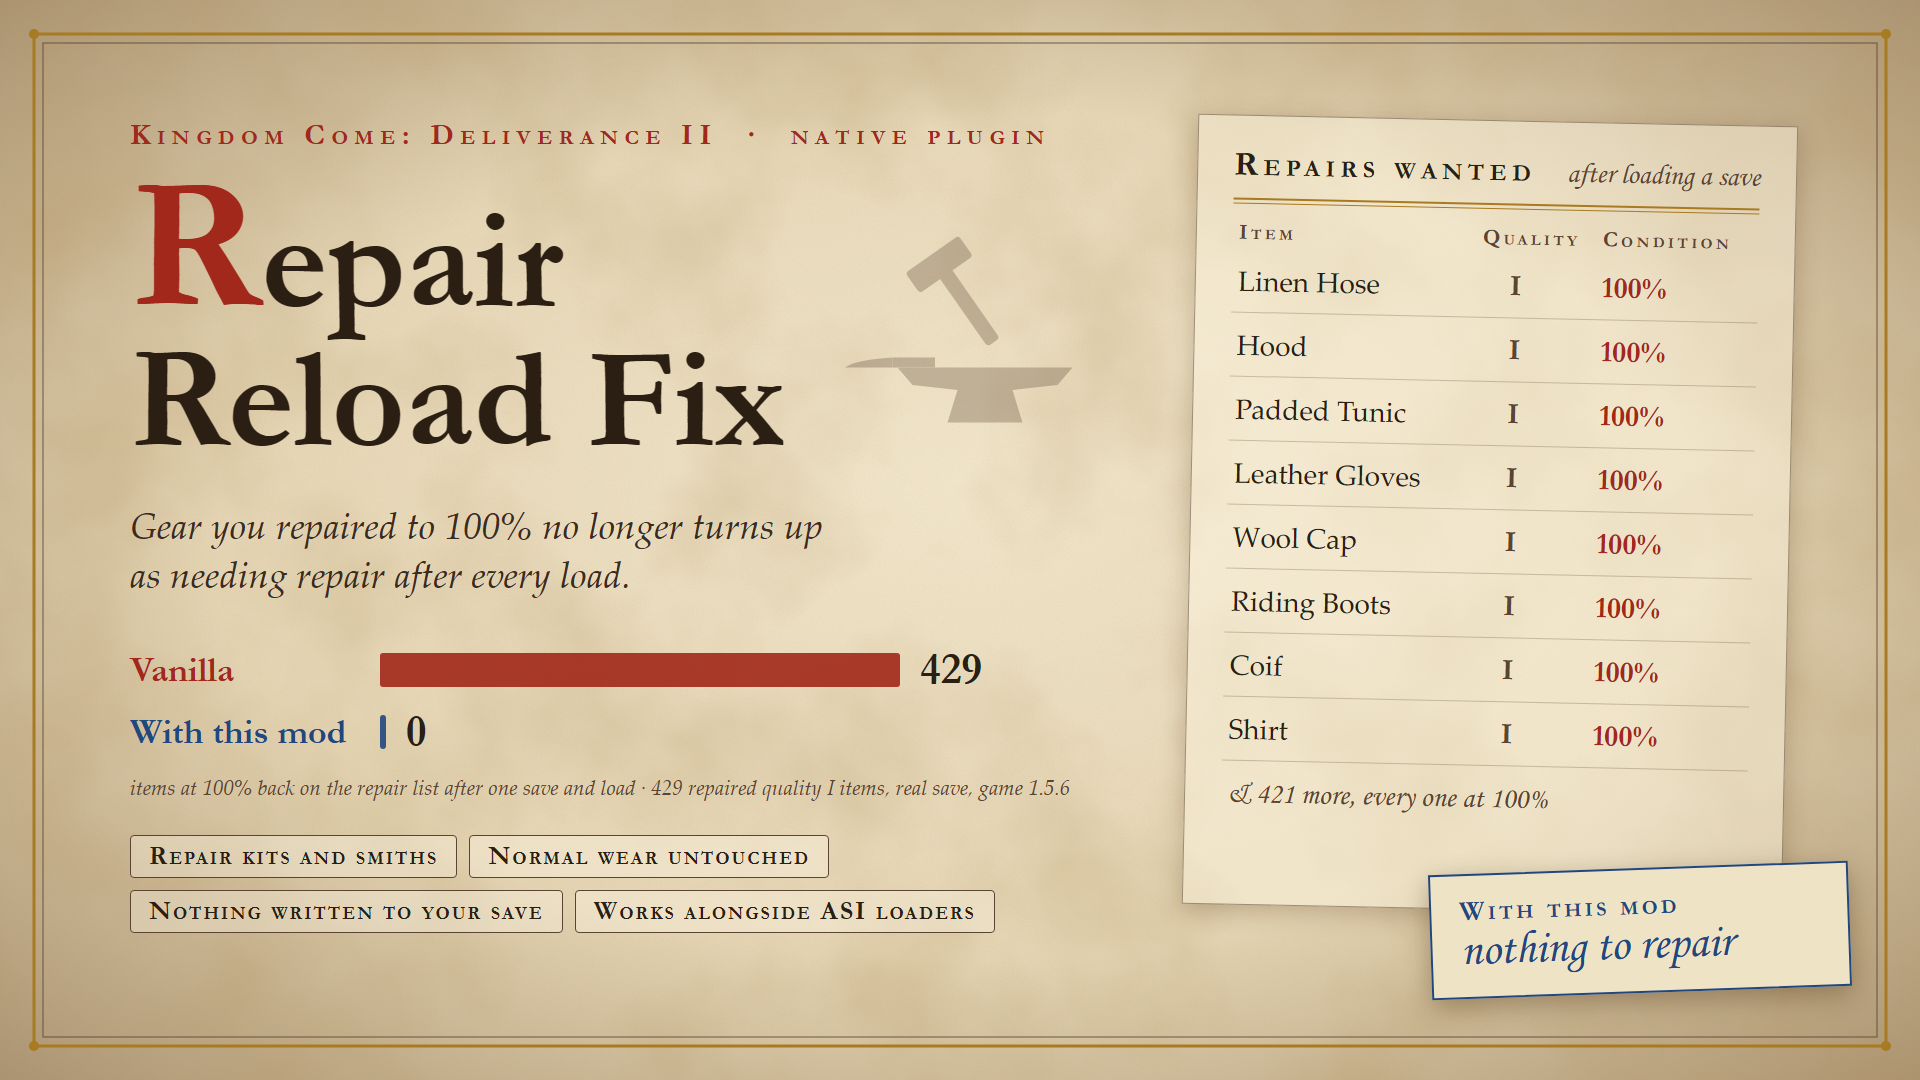 Kingdom Come: Deliverance II · native plugin
Repair
Reload Fix
Gear you repaired to 100% no longer turns up
as needing repair after every load.
Vanilla 429
With this mod 0
items at 100% back on the repair list after one save and load · 429 repaired quality I items, real save, game 1.5.6
Repair kits and smiths
Normal wear untouched
Nothing written to your save
Works alongside ASI loaders
Repairs wanted after loading a save
Item Quality Condition
Linen Hose I 100%
Hood I 100%
Padded Tunic I 100%
Leather Gloves I 100%
Wool Cap I 100%
Riding Boots I 100%
Coif I 100%
Shirt I 100%
& 421 more, every one at 100%
With this mod
nothing to repair